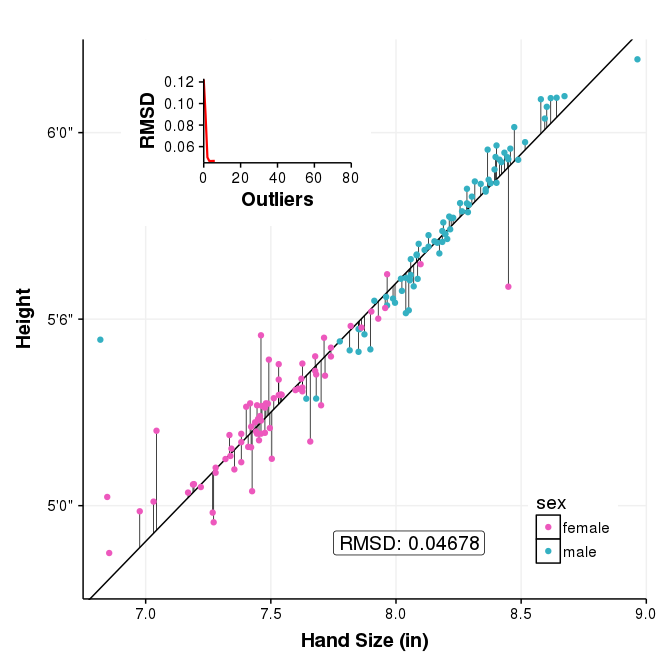 0.12
0.10
0.08
0.06
RMSD
0 20 40 60 80
Outliers
6'0"
5'6"
5'0"
Height
sex
female
male
RMSD: 0.04678
7.0 7.5 8.0 8.5 9.0
Hand Size (in)